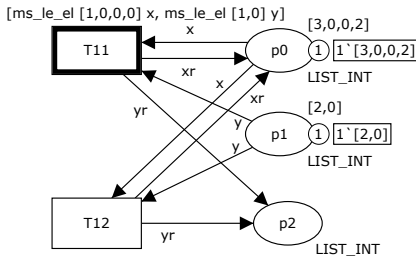 [ms_le_el [1,0,0,0] x, ms_le_el [1,0] y]
x
[3,0,0,2]
T11
p0
1
1`[3,0,0,2]
xr
LIST_INT
x
xr
[2,0]
yr
y
p1
1
1`[2,0]
y
LIST_INT
T12
p2
yr
LIST_INT